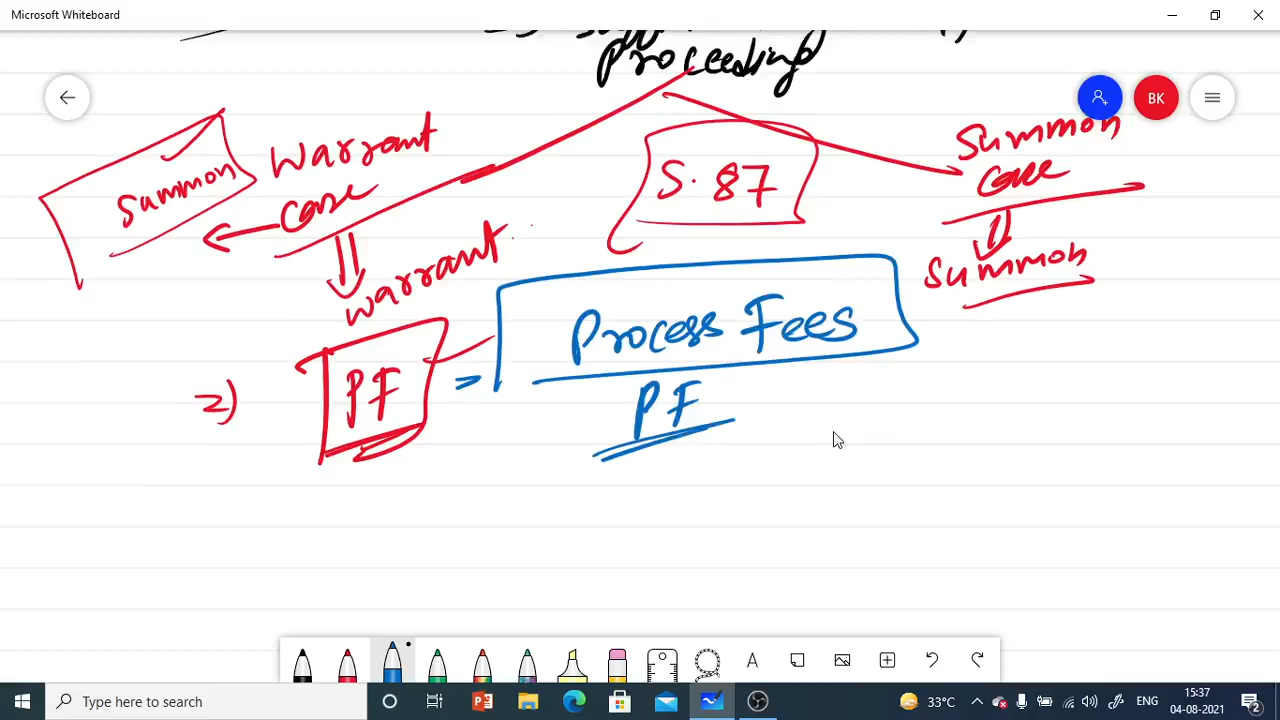 Microsoft Whiteboard
Proceeding
BK
Summon
Case
Warrant
Case
Summon
S. 87
Warrant
Summon
Process Fees
2) PF = PF
Type here to search
33°C
ENG
15:37
04-08-2021
2